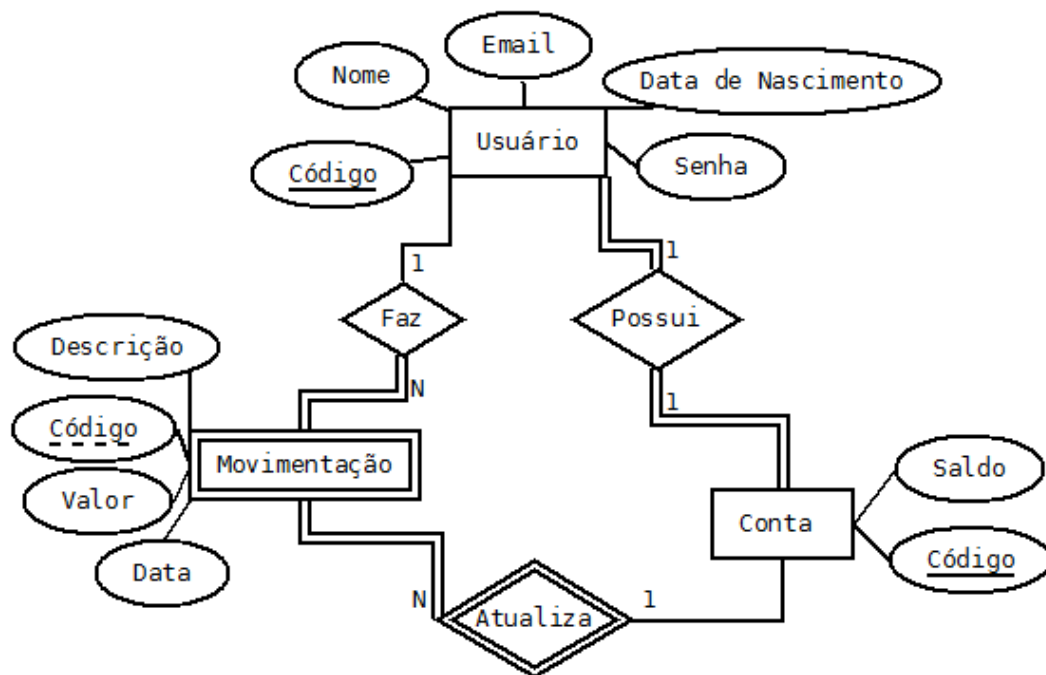 Email
Nome
Data de Nascimento
Usuário
Código
Senha
1
1
Faz
Possui
Descrição
N
1
Código
Movimentação
Saldo
Valor
Conta
Data
Código
N
1
Atualiza